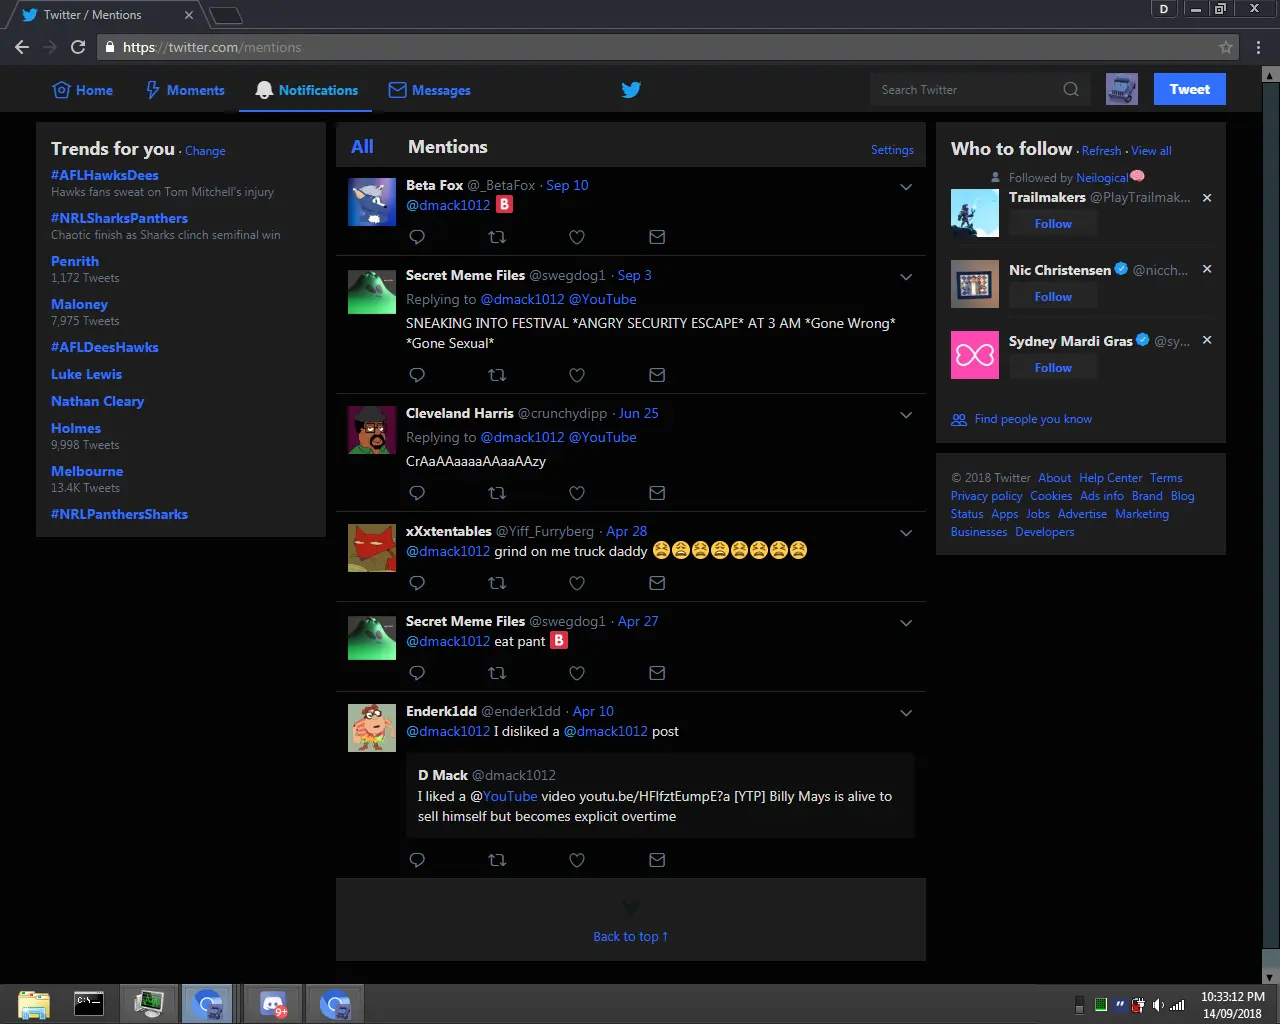 Twitter / Mentions
D
https://twitter.com/mentions
Home
Moments
Notifications
Messages
Search Twitter
Tweet
Trends for you · Change
#AFLHawksDees
Hawks fans sweat on Tom Mitchell's injury
#NRLSharksPanthers
Chaotic finish as Sharks clinch semifinal win
Penrith
1,172 Tweets
Maloney
7,975 Tweets
#AFLDeesHawks
Luke Lewis
Nathan Cleary
Holmes
9,998 Tweets
Melbourne
13.4K Tweets
#NRLPanthersSharks
All
Mentions
Settings
Beta Fox @_BetaFox · Sep 10
@dmack1012 🅱
Secret Meme Files @swegdog1 · Sep 3
Replying to @dmack1012 @YouTube
SNEAKING INTO FESTIVAL *ANGRY SECURITY ESCAPE* AT 3 AM *Gone Wrong*
*Gone Sexual*
Cleveland Harris @crunchydipp · Jun 25
Replying to @dmack1012 @YouTube
CrAaAAaaaaAAaaAAzy
xXxtentables @Yiff_Furryberg · Apr 28
@dmack1012 grind on me truck daddy 😫😩😫😩😫😫😫😫
Secret Meme Files @swegdog1 · Apr 27
@dmack1012 eat pant 🅱
Enderk1dd @enderk1dd · Apr 10
@dmack1012 I disliked a @dmack1012 post
D Mack @dmack1012
I liked a @YouTube video youtu.be/HFlfztEumpE?a [YTP] Billy Mays is alive to
sell himself but becomes explicit overtime
Back to top ↑
Who to follow · Refresh · View all
Followed by Neilogical🧠
Trailmakers @PlayTrailmak...
Follow
Nic Christensen @nicch...
Follow
Sydney Mardi Gras @sy...
Follow
Find people you know
© 2018 Twitter About Help Center Terms
Privacy policy Cookies Ads info Brand Blog
Status Apps Jobs Advertise Marketing
Businesses Developers
C:\
9+
10:33:12 PM
14/09/2018